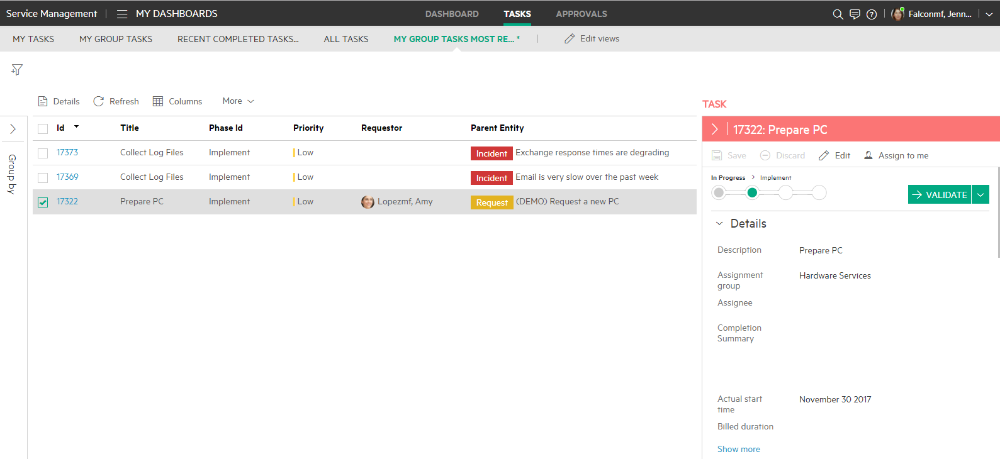 Service Management MY DASHBOARDS DASHBOARD TASKS APPROVALS Falconmf, Jenn...
MY TASKS MY GROUP TASKS RECENT COMPLETED TASKS... ALL TASKS MY GROUP TASKS MOST RE... * Edit views
Details Refresh Columns More
Id Title Phase Id Priority Requestor Parent Entity
17373 Collect Log Files Implement Low Incident Exchange response times are degrading
17369 Collect Log Files Implement Low Incident Email is very slow over the past week
17322 Prepare PC Implement Low Lopezmf, Amy Request (DEMO) Request a new PC
Group by
TASK
17322: Prepare PC
Save Discard Edit Assign to me
In Progress > Implement
VALIDATE
Details
Description Prepare PC
Assignment group Hardware Services
Assignee
Completion
Summary
Actual start time November 30 2017
Billed duration
Show more